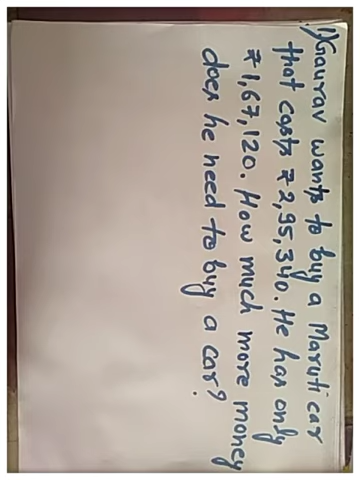 1) Gaurav wants to buy a Maruti car
that costs ₹2,95,340. He has only
₹1,67,120. How much more money
does he need to buy a car?